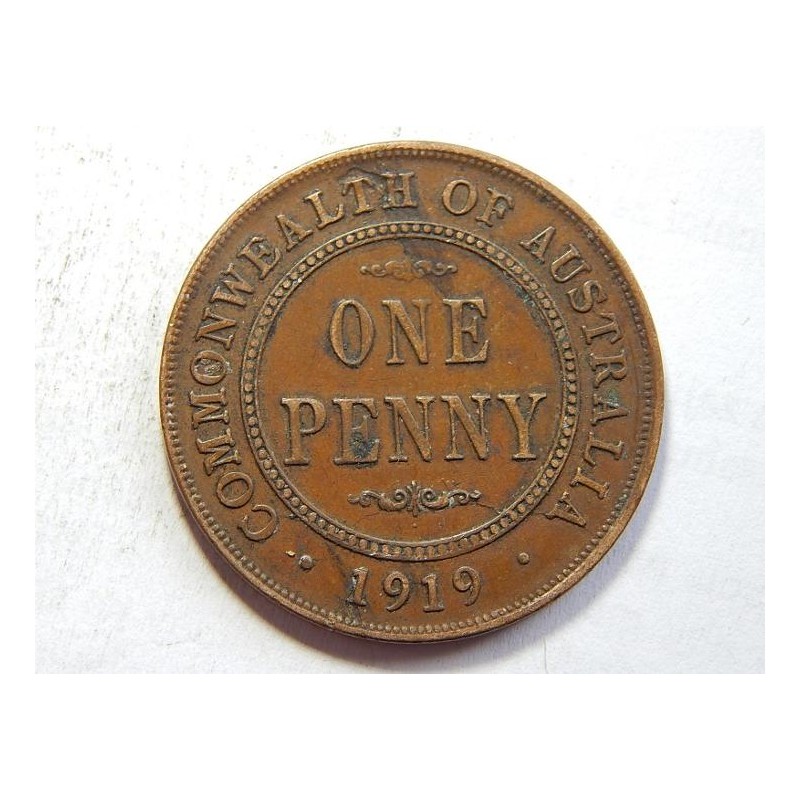 COMMONWEALTH OF AUSTRALIA
ONE
PENNY
· 1919 ·